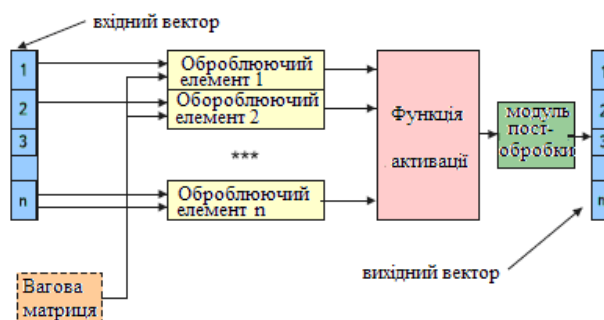 вхідний вектор
1
2
3
n
Оброблюючий
елемент 1
Обороблюючий
елемент 2
***
Оброблюючий
елемент n
Функція
активації
модуль
пост-
обробки
1
2
3
n
вихідний вектор
Вагова
матриця